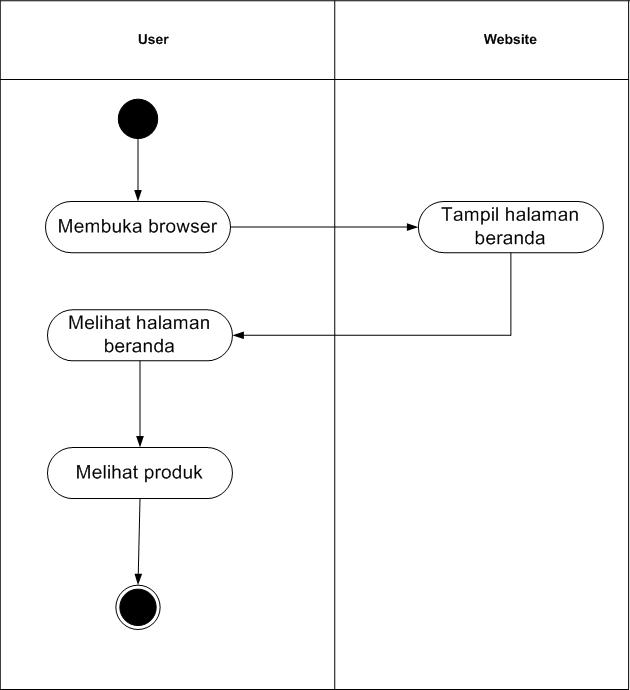 User
Website
Membuka browser
Tampil halaman
beranda
Melihat halaman
beranda
Melihat produk